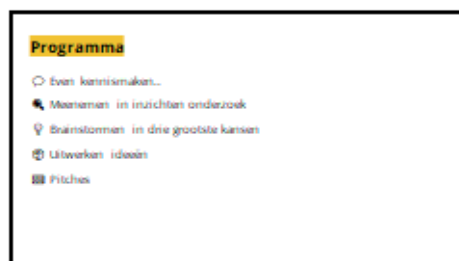 Programma
Even kennismaken...
Meenemen in inzichten onderzoek
Brainstormen in drie grootste kansen
Uitwerken ideeën
Pitches